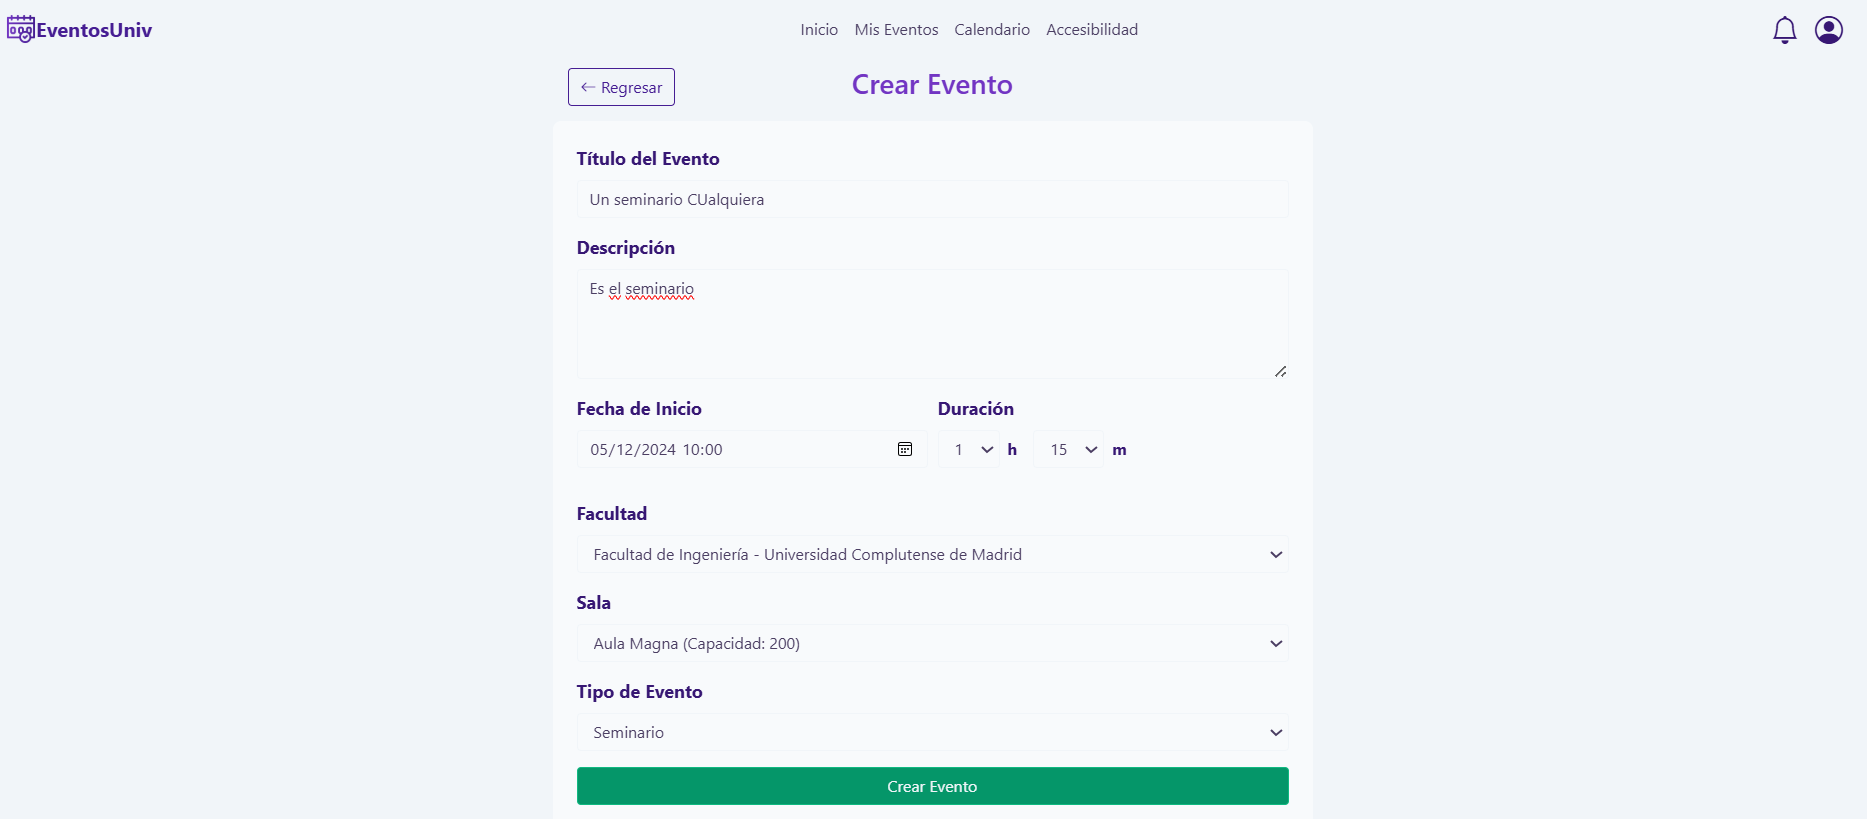 EventosUniv
Inicio Mis Eventos Calendario Accesibilidad
← Regresar
Crear Evento
Título del Evento
Un seminario CUalquiera
Descripción
Es el seminario
Fecha de Inicio Duración
05/12/2024 10:00 1 h 15 m
Facultad
Facultad de Ingeniería - Universidad Complutense de Madrid
Sala
Aula Magna (Capacidad: 200)
Tipo de Evento
Seminario
Crear Evento